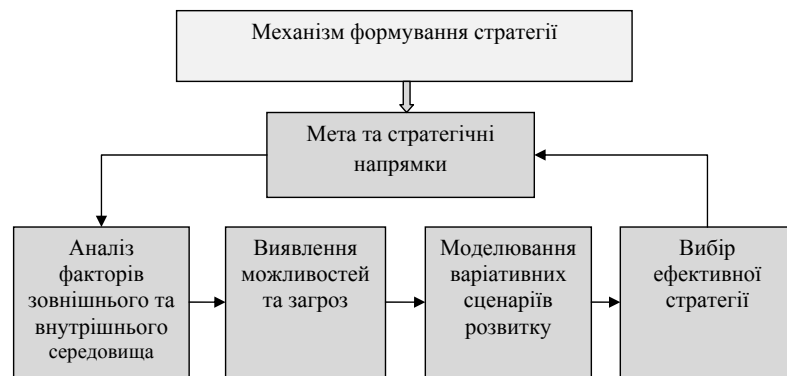 Механізм формування стратегії
Мета та стратегічні
напрямки
Аналіз
факторів
зовнішнього та
внутрішнього
середовища
Виявлення
можливостей
та загроз
Моделювання
варіативних
сценаріїв
розвитку
Вибір
ефективної
стратегії